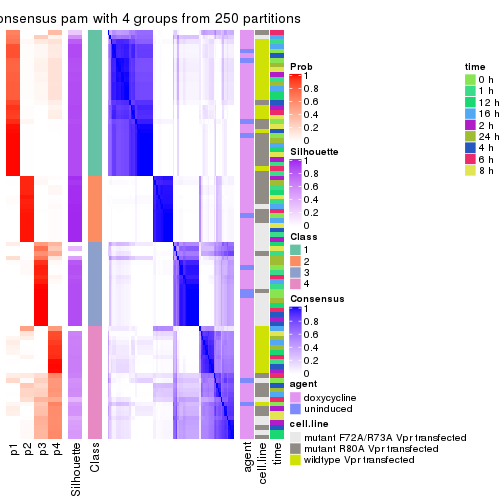 onsensus pam with 4 groups from 250 partitions
Prob
1
0.8
0.6
0.4
0.2
0
Silhouette
1
0.8
0.6
0.4
0.2
0
Class
1
2
3
4
Consensus
1
0.8
0.6
0.4
0.2
0
agent
doxycycline
uninduced
cell.line
mutant F72A/R73A Vpr transfected
mutant R80A Vpr transfected
wildtype Vpr transfected
time
0 h
1 h
12 h
16 h
2 h
24 h
4 h
6 h
8 h
p1
p2
p3
p4
Silhouette
Class
agent
cell.line
time